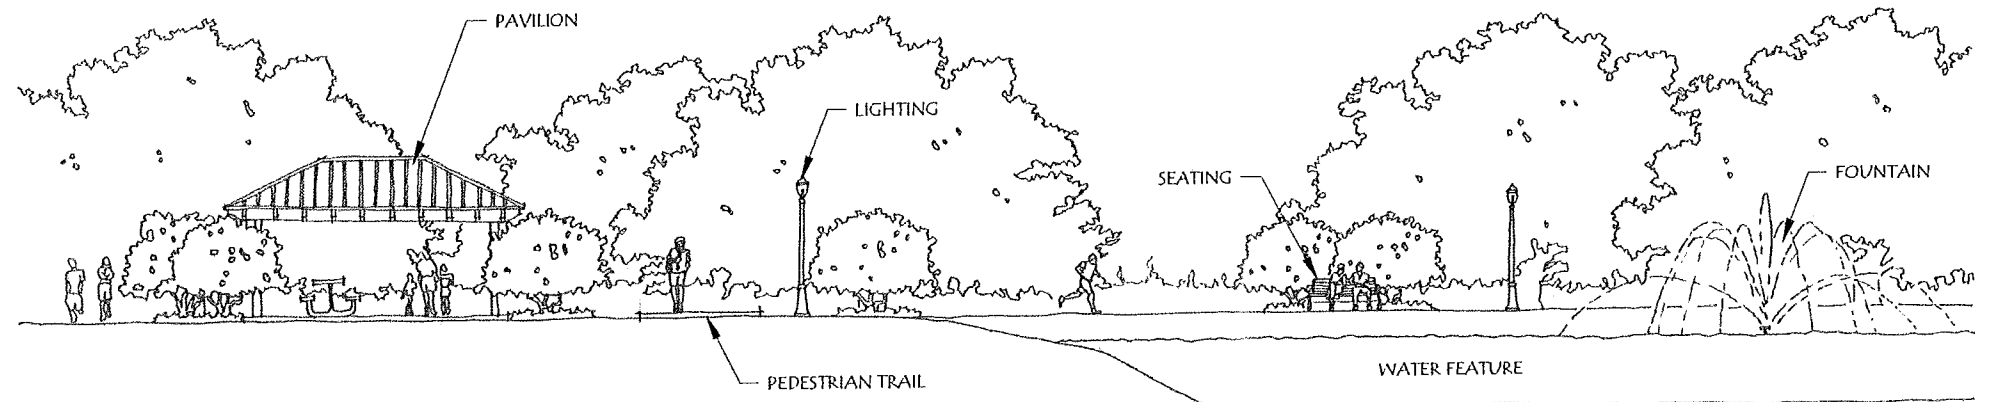 PAVILION
LIGHTING
SEATING
FOUNTAIN
PEDESTRIAN TRAIL
WATER FEATURE